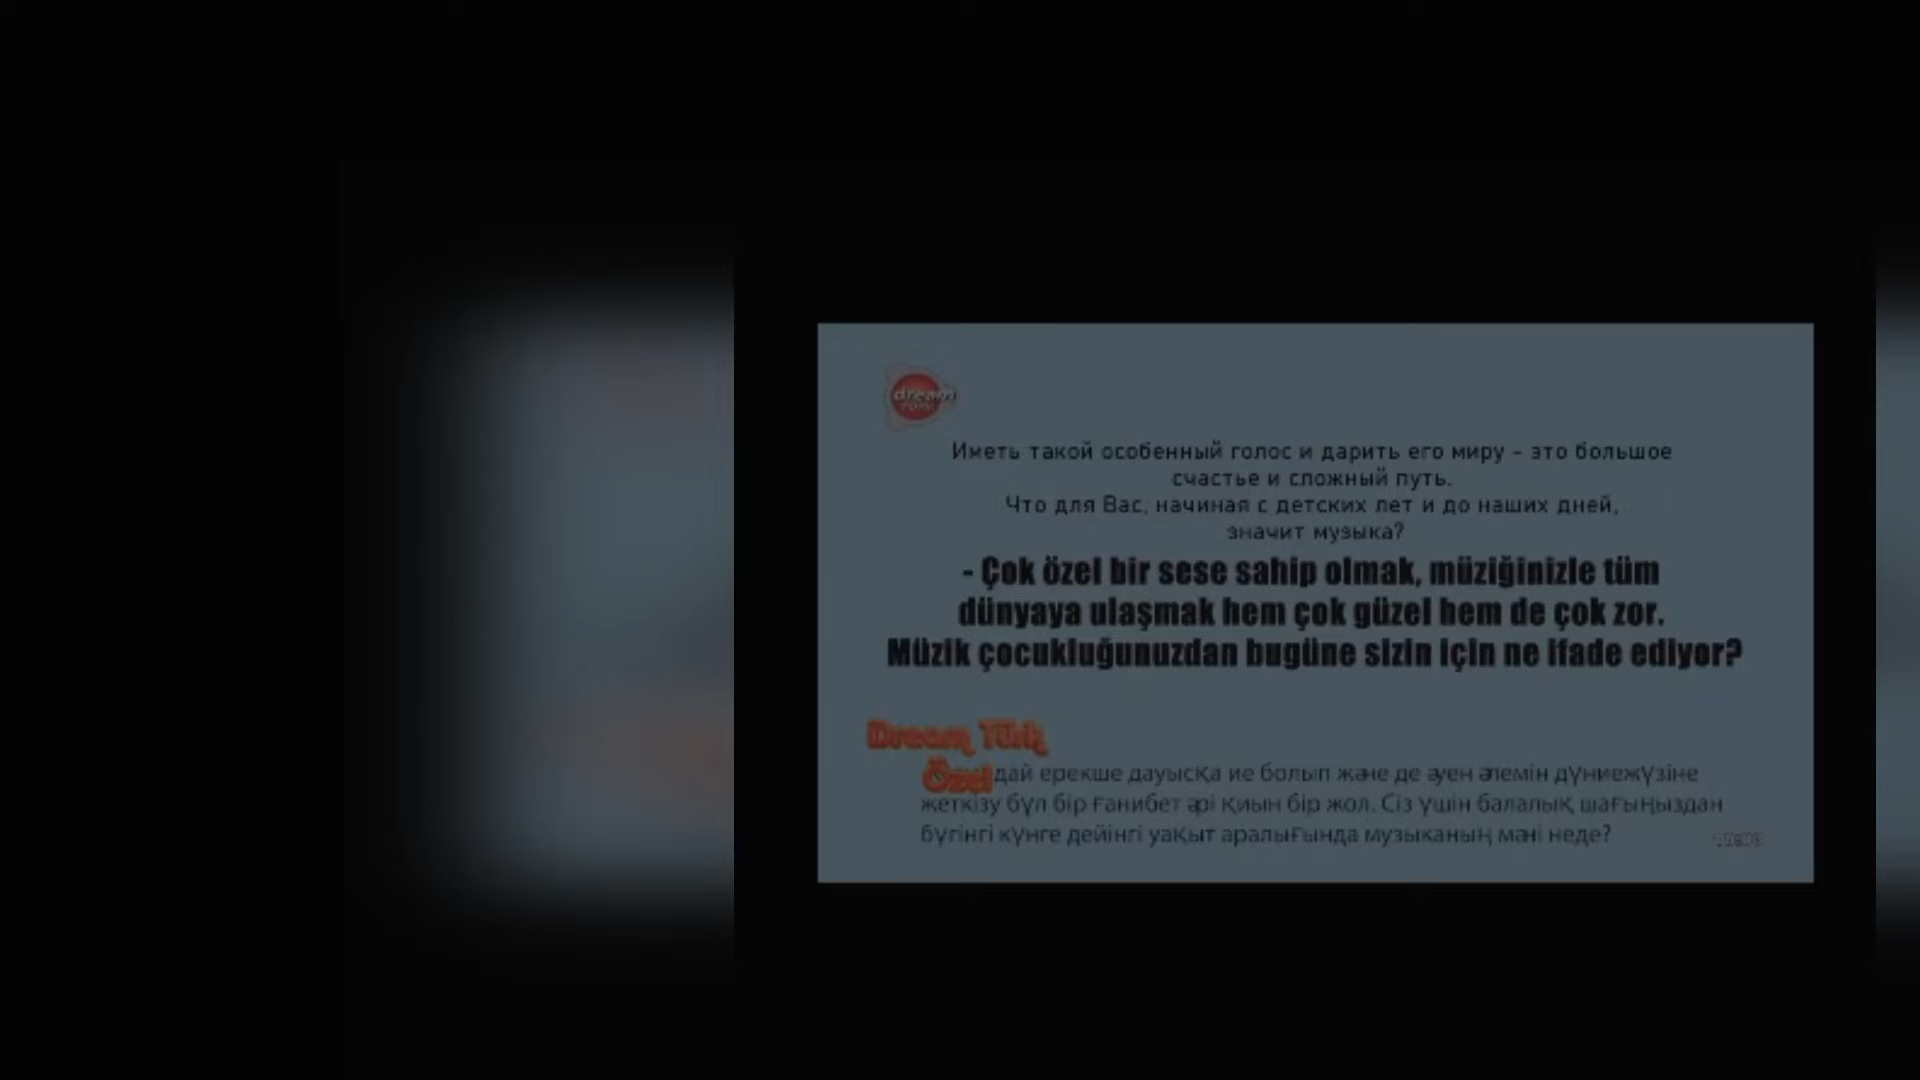 dream
TÜRK
Иметь такой особенный голос и дарить его миру - это большое
счастье и сложный путь.
Что для Вас, начиная с детских лет и до наших дней,
значит музыка?
- Çok özel bir sese sahip olmak, müziğinizle tüm
dünyaya ulaşmak hem çok güzel hem de çok zor.
Müzik çocukluğunuzdan bugüne sizin için ne ifade ediyor?
Dream Türk
Özel
дай ерекше дауысқа ие болып және де әуен әлемін дүниежүзіне
жеткізу бұл бір ғанибет әрі қиын бір жол. Сіз үшін балалық шағыңыздан
бүгінгі күнге дейінгі уақыт аралығында музыканың мәні неде?